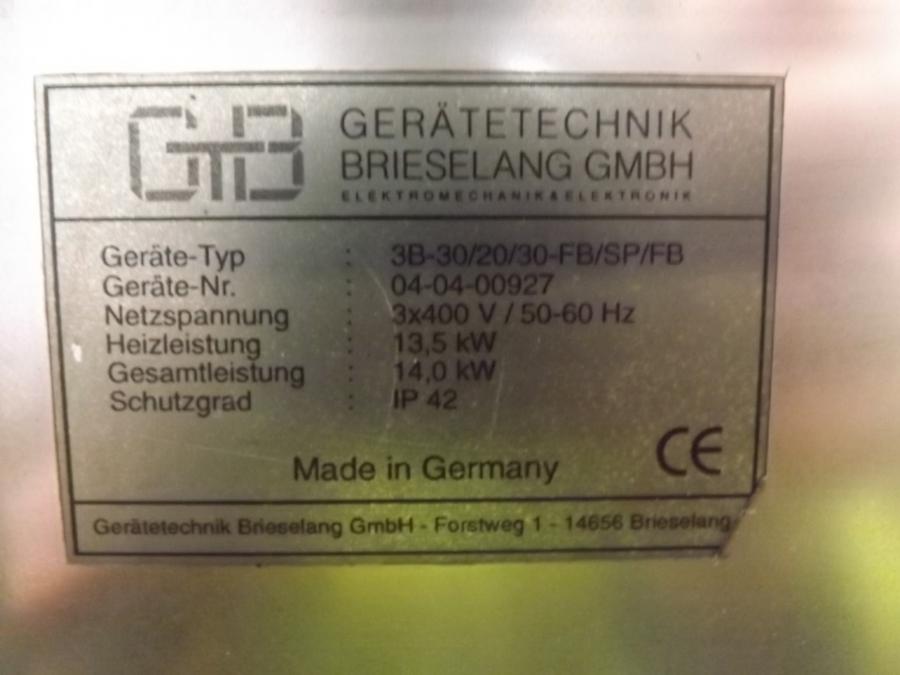 GTB GERÄTETECHNIK
BRIESELANG GMBH
ELEKTROMECHANIK & ELEKTRONIK
Geräte-Typ : 3B-30/20/30-FB/SP/FB
Geräte-Nr. : 04-04-00927
Netzspannung : 3x400 V / 50-60 Hz
Heizleistung : 13,5 kW
Gesamtleistung : 14,0 kW
Schutzgrad : IP 42
Made in Germany CE
Gerätetechnik Brieselang GmbH - Forstweg 1 - 14656 Brieselang